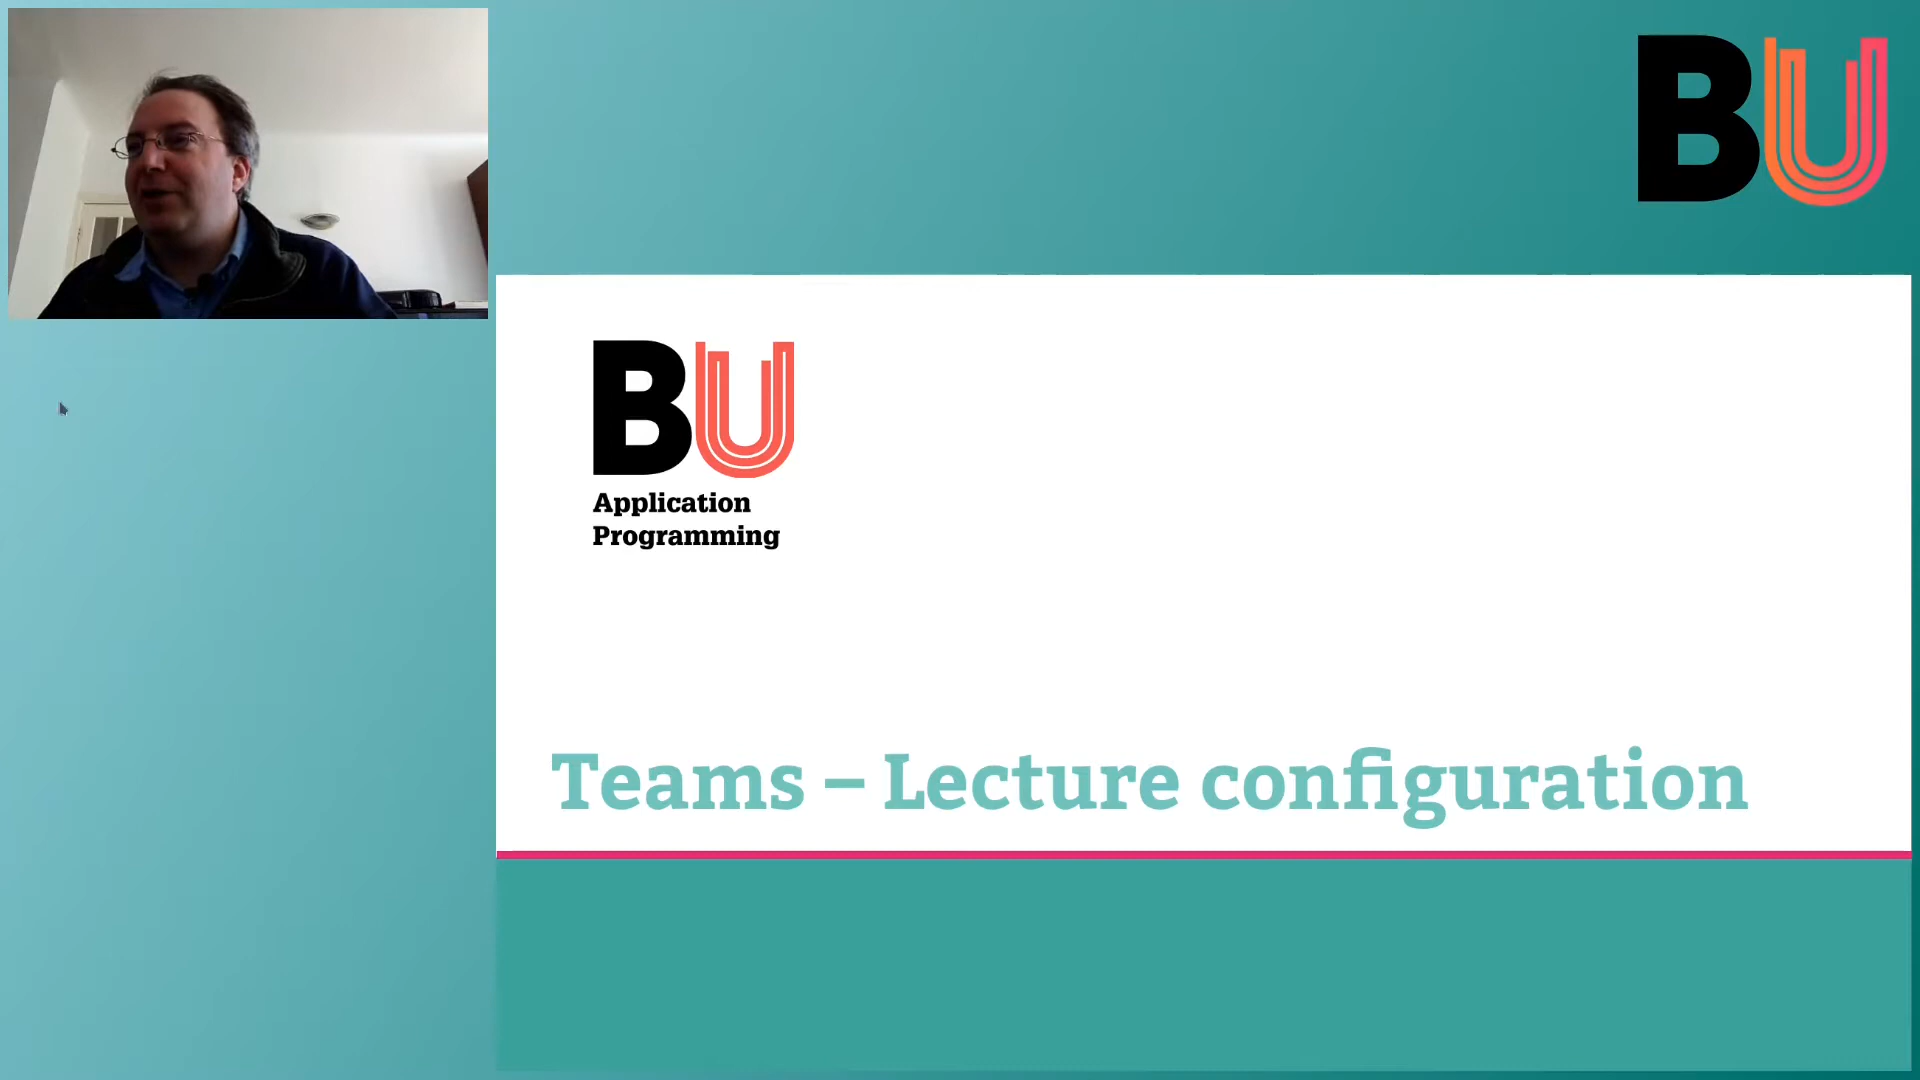 BU
BU
Application
Programming
Teams – Lecture configuration